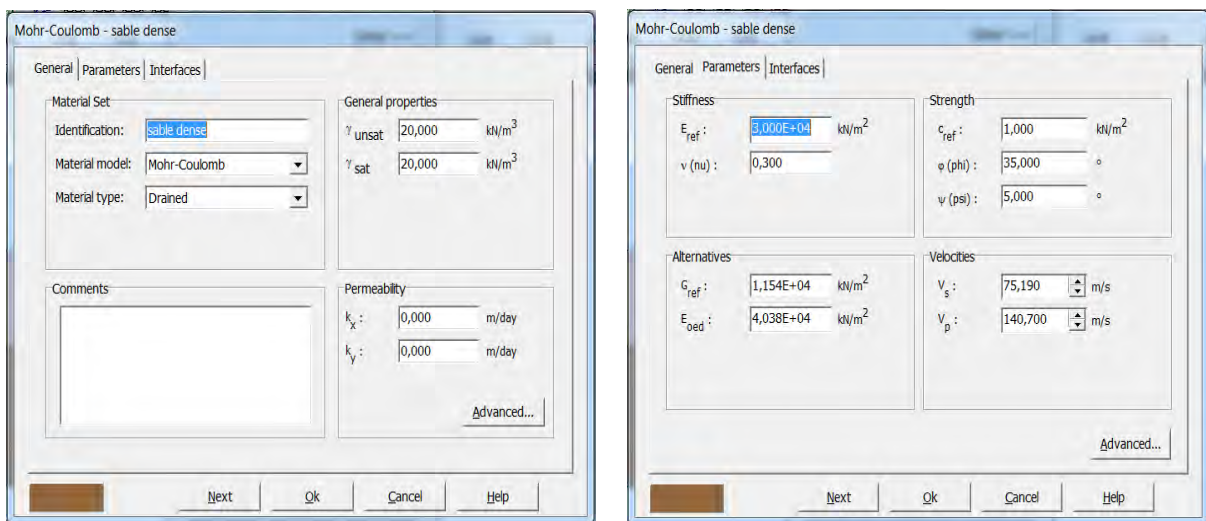 Mohr-Coulomb - sable dense
General Parameters Interfaces
Material Set
Identification: sable dense
Material model: Mohr-Coulomb
Material type: Drained
General properties
γ unsat 20,000 kN/m3
γ sat 20,000 kN/m3
Comments
Permeability
kx : 0,000 m/day
ky : 0,000 m/day
Advanced...
Next Ok Cancel Help
Mohr-Coulomb - sable dense
General Parameters Interfaces
Stiffness
Eref : 3,000E+04 kN/m2
ν (nu) : 0,300
Strength
cref : 1,000 kN/m2
φ (phi) : 35,000 °
ψ (psi) : 5,000 °
Alternatives
Gref : 1,154E+04 kN/m2
Eoed : 4,038E+04 kN/m2
Velocities
Vs : 75,190 m/s
Vp : 140,700 m/s
Advanced...
Next Ok Cancel Help